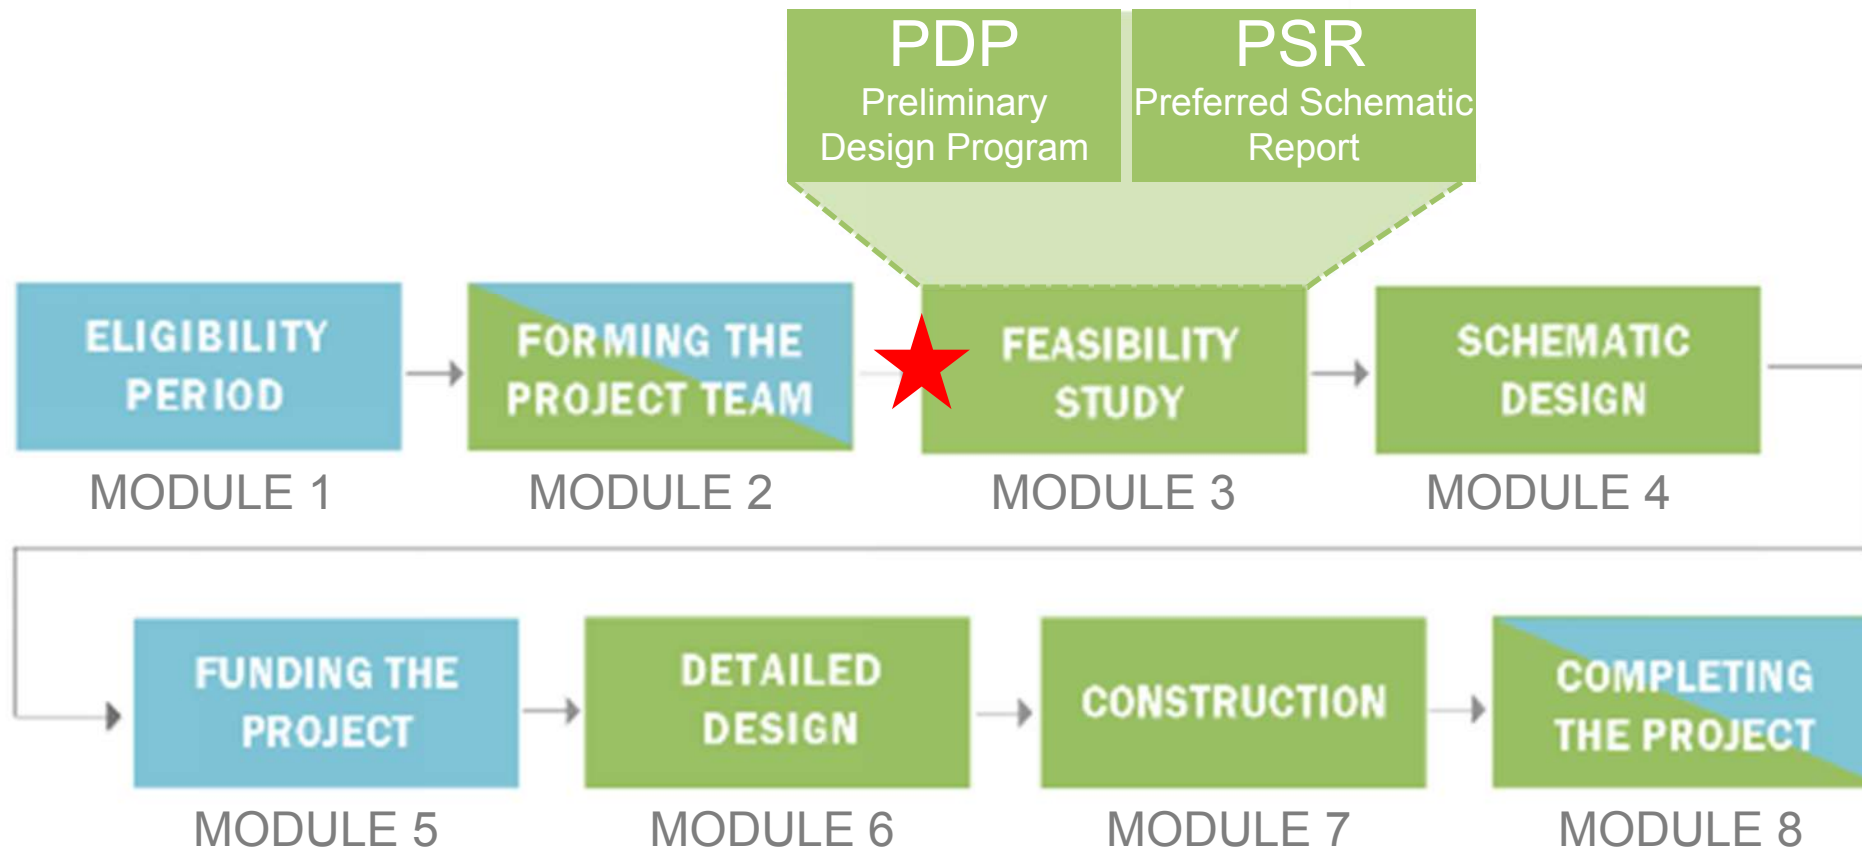 PDP
Preliminary
Design Program
PSR
Preferred Schematic
Report
ELIGIBILITY
PERIOD
MODULE 1
FORMING THE
PROJECT TEAM
MODULE 2
FEASIBILITY
STUDY
MODULE 3
SCHEMATIC
DESIGN
MODULE 4
FUNDING THE
PROJECT
MODULE 5
DETAILED
DESIGN
MODULE 6
CONSTRUCTION
MODULE 7
COMPLETING
THE PROJECT
MODULE 8